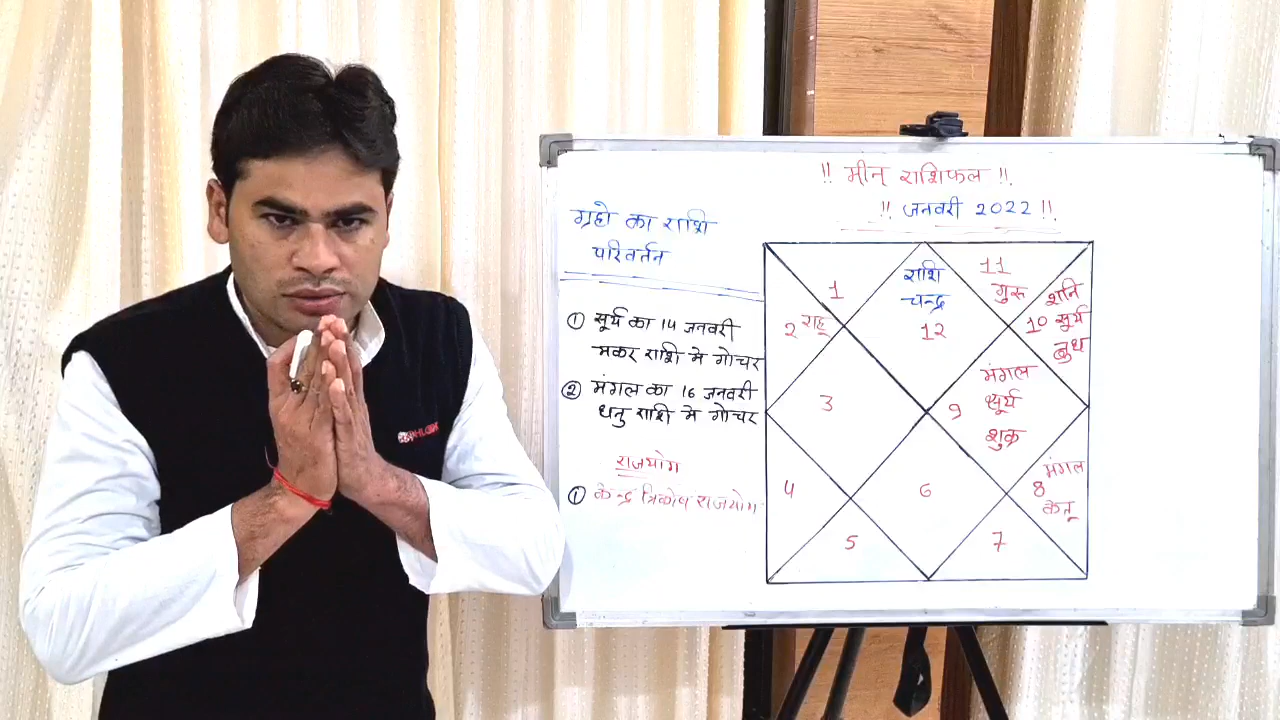 !! मीन राशिफल !!
!! जनवरी 2022 !!
ग्रहो का राशि
परिवर्तन
① सूर्य का 14 जनवरी
मकर राशि मे गोचर
② मंगल का 16 जनवरी
धनु राशि मे गोचर
राजयोग
① केन्द्र त्रिकोण राजयोग
राशि
चन्द्र
12
1
2 राहू
3
4
5
6
7
मंगल
8
केतू
मंगल
सूर्य
9
शुक्र
शनि
10 सूर्य
बुध
11
गुरू